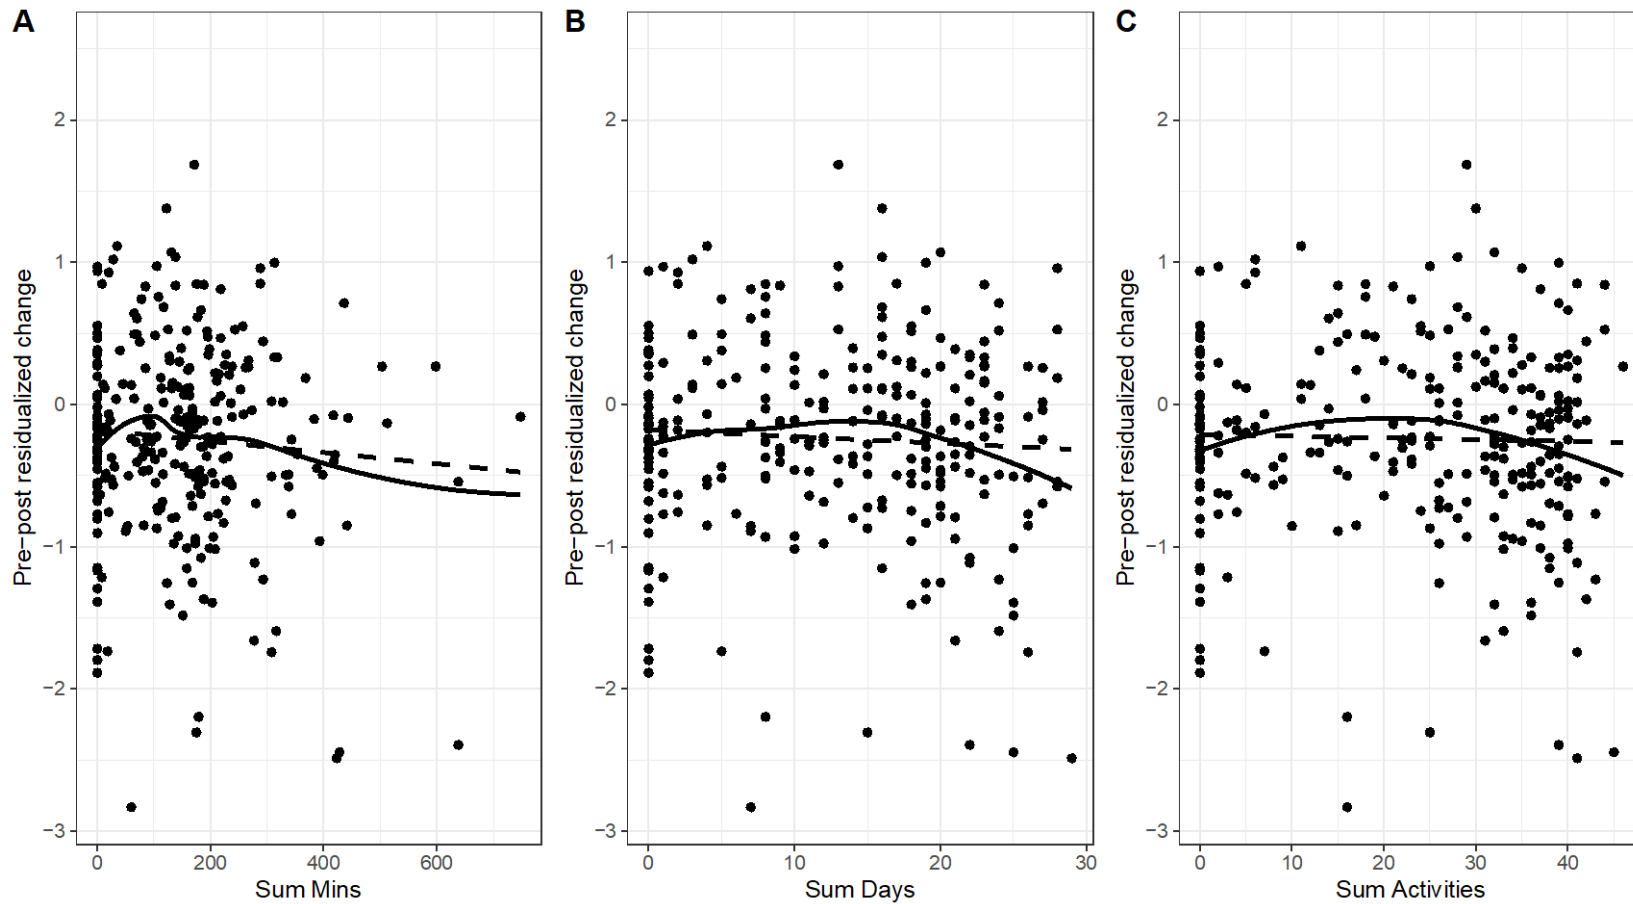 A B C
Pre-post residualized change
2
1
0
−1
−2
−3
0 200 400 600
Sum Mins
Pre-post residualized change
2
1
0
−1
−2
−3
0 10 20 30
Sum Days
Pre-post residualized change
2
1
0
−1
−2
−3
0 10 20 30 40
Sum Activities